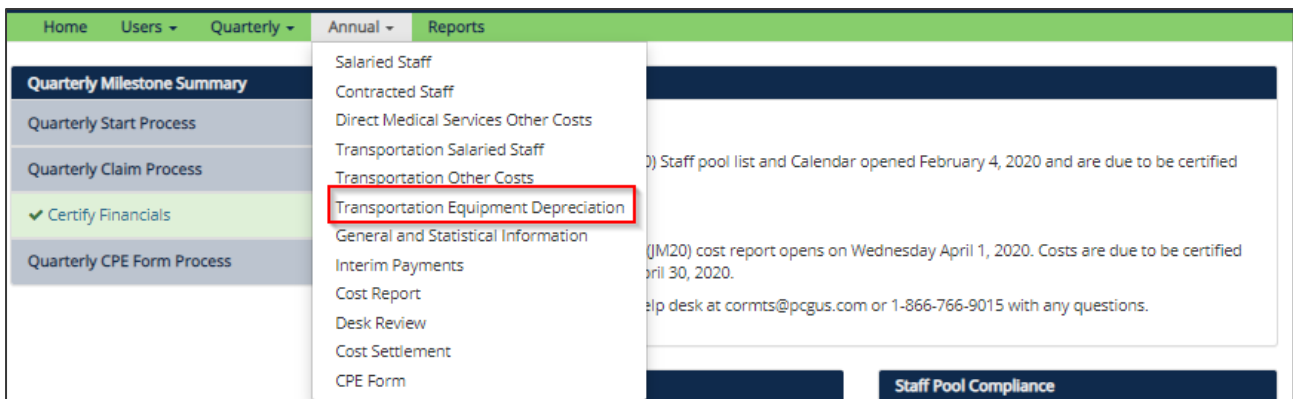 Home Users Quarterly Annual Reports
Quarterly Milestone Summary
Quarterly Start Process
Quarterly Claim Process
✔ Certify Financials
Quarterly CPE Form Process
Salaried Staff
Contracted Staff
Direct Medical Services Other Costs
Transportation Salaried Staff
Transportation Other Costs
Transportation Equipment Depreciation
General and Statistical Information
Interim Payments
Cost Report
Desk Review
Cost Settlement
CPE Form
0) Staff pool list and Calendar opened February 4, 2020 and are due to be certified
(JM20) cost report opens on Wednesday April 1, 2020. Costs are due to be certified
30, 2020.
desk at cormts@pcgus.com or 1-866-766-9015 with any questions.
Staff Pool Compliance